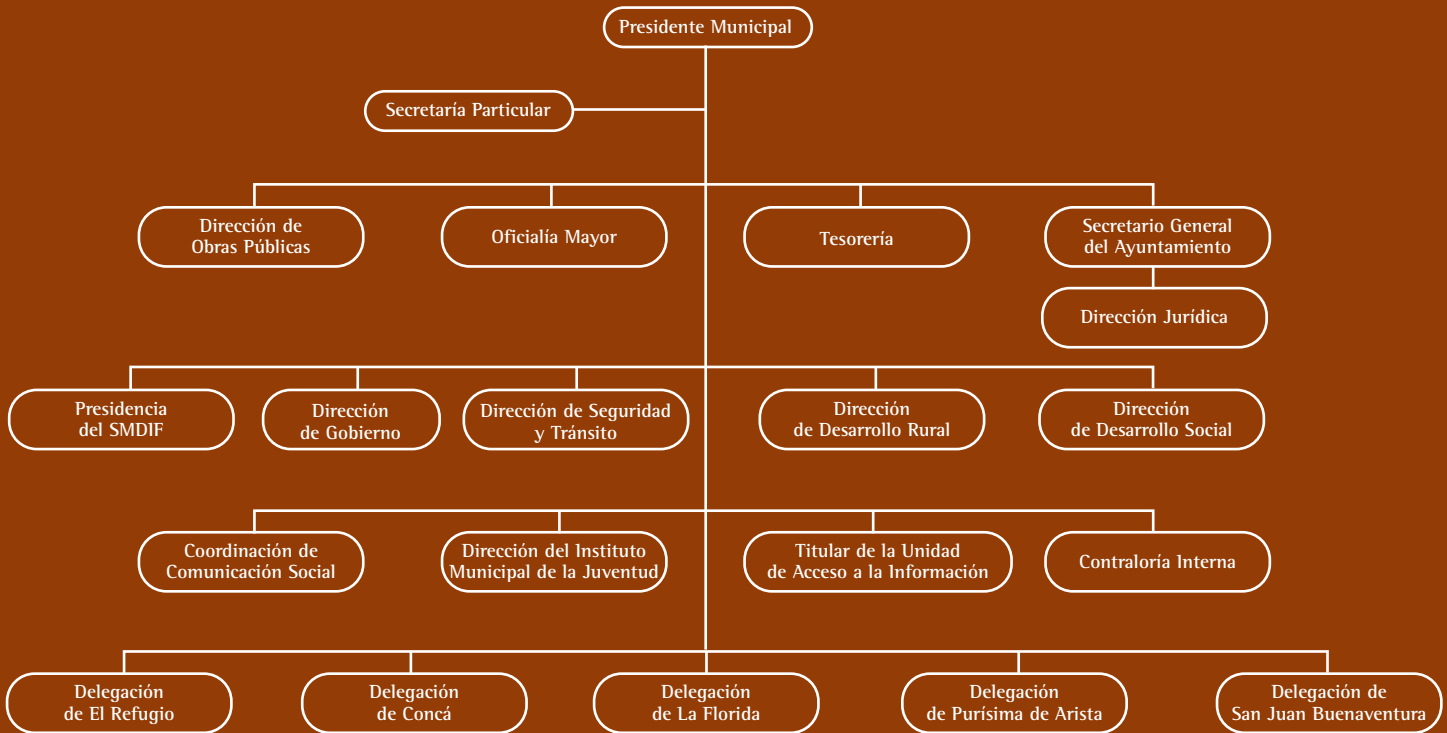 Presidente Municipal
Secretaría Particular
Dirección de
Obras Públicas
Oficialía Mayor
Tesorería
Secretario General
del Ayuntamiento
Dirección Jurídica
Presidencia
del SMDIF
Dirección
de Gobierno
Dirección de Seguridad
y Tránsito
Dirección
de Desarrollo Rural
Dirección
de Desarrollo Social
Coordinación de
Comunicación Social
Dirección del Instituto
Municipal de la Juventud
Titular de la Unidad
de Acceso a la Información
Contraloría Interna
Delegación
de El Refugio
Delegación
de Concá
Delegación
de La Florida
Delegación
de Purísima de Arista
Delegación de
San Juan Buenaventura